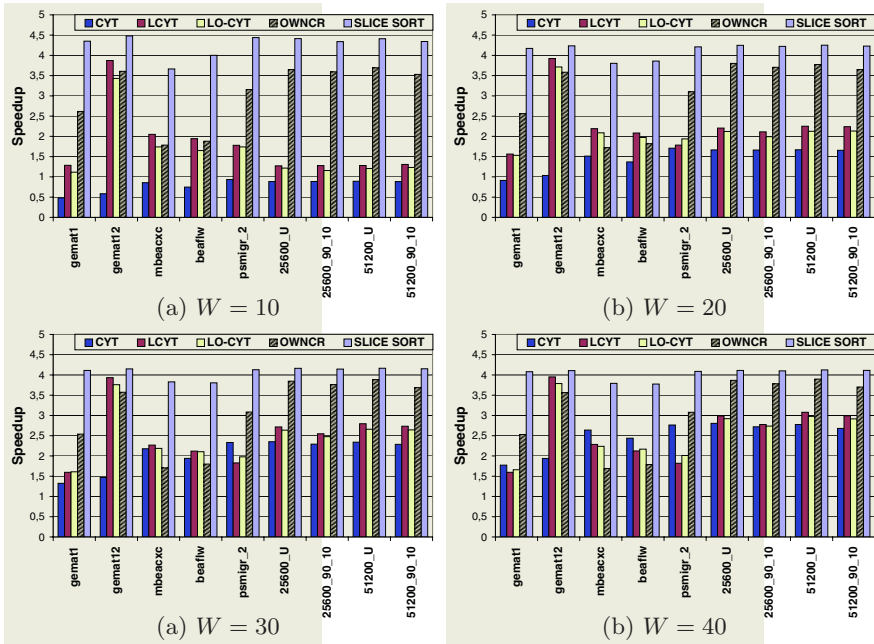 CYT LCYT LO-CYT OWNCR SLICE SORT
Speedup
5
4,5
4
3,5
3
2,5
2
1,5
1
0,5
0
gemat1
gemat12
mbeacxc
beaflw
psmigr_2
25600_U
25600_90_10
51200_U
51200_90_10
(a) W = 10
CYT LCYT LO-CYT OWNCR SLICE SORT
Speedup
5
4,5
4
3,5
3
2,5
2
1,5
1
0,5
0
gemat1
gemat12
mbeacxc
beaflw
psmigr_2
25600_U
25600_90_10
51200_U
51200_90_10
(b) W = 20
CYT LCYT LO-CYT OWNCR SLICE SORT
Speedup
5
4,5
4
3,5
3
2,5
2
1,5
1
0,5
0
gemat1
gemat12
mbeacxc
beaflw
psmigr_2
25600_U
25600_90_10
51200_U
51200_90_10
(a) W = 30
CYT LCYT LO-CYT OWNCR SLICE SORT
Speedup
5
4,5
4
3,5
3
2,5
2
1,5
1
0,5
0
gemat1
gemat12
mbeacxc
beaflw
psmigr_2
25600_U
25600_90_10
51200_U
51200_90_10
(b) W = 40